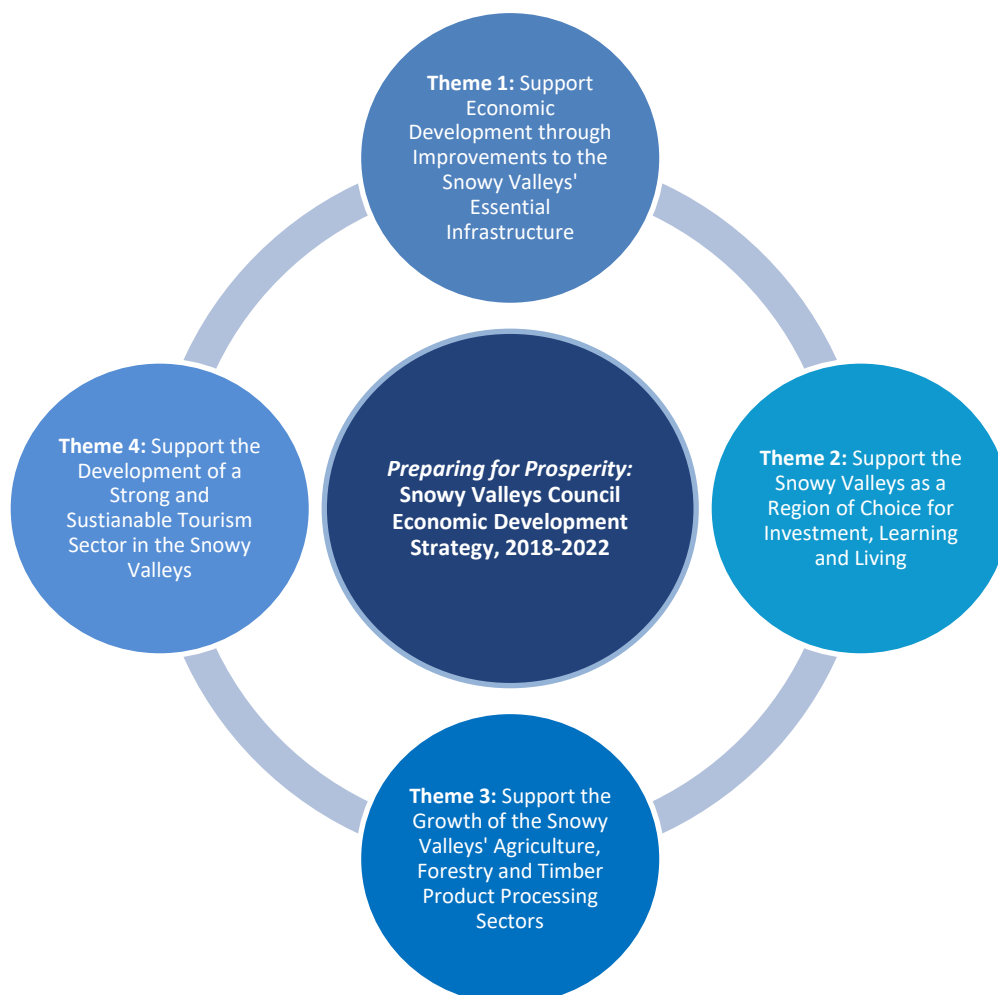 Theme 1: Support
Economic
Development through
Improvements to the
Snowy Valleys'
Essential
Infrastructure
Preparing for Prosperity:
Snowy Valleys Council
Economic Development
Strategy, 2018-2022
Theme 2: Support the
Snowy Valleys as a
Region of Choice for
Investment, Learning
and Living
Theme 3: Support the
Growth of the Snowy
Valleys' Agriculture,
Forestry and Timber
Product Processing
Sectors
Theme 4: Support the
Development of a
Strong and
Sustianable Tourism
Sector in the Snowy
Valleys